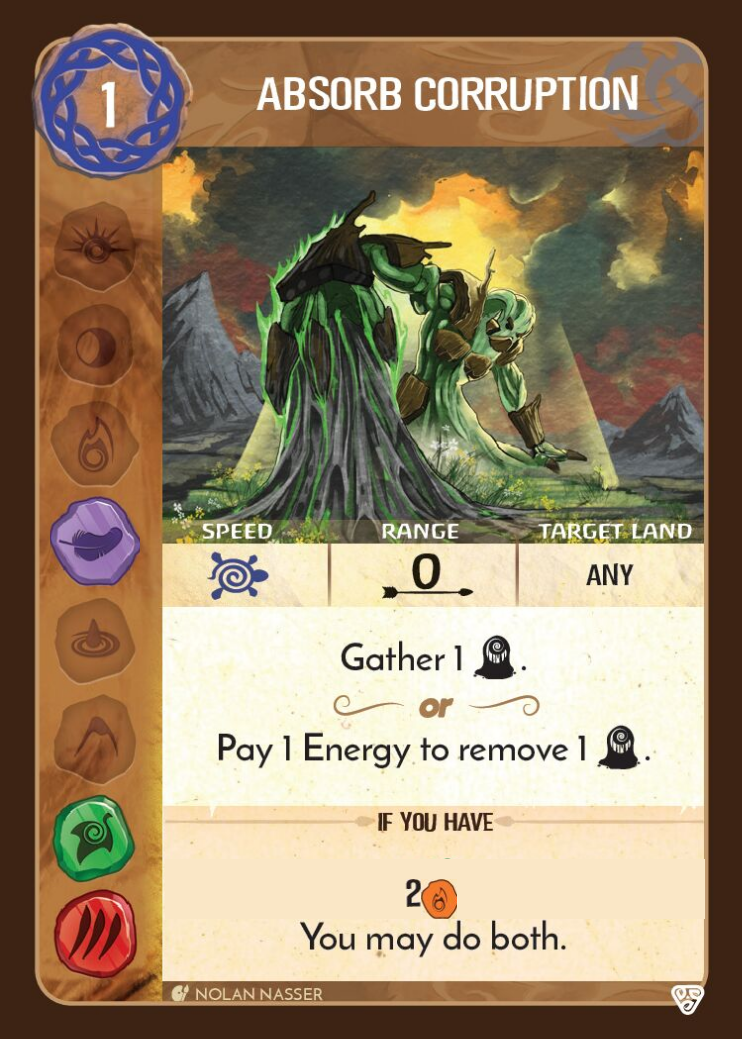 1
ABSORB CORRUPTION
SPEED RANGE TARGET LAND
0 ANY
Gather 1 .
or
Pay 1 Energy to remove 1 .
IF YOU HAVE
2
You may do both.
NOLAN NASSER